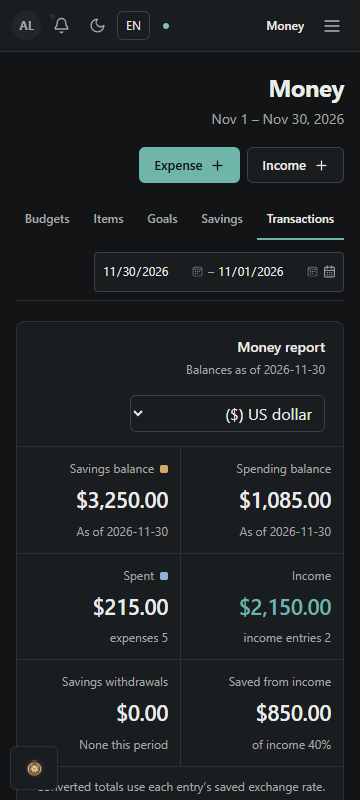 AL EN Money
Money
Nov 1 – Nov 30, 2026
Expense + Income +
Budgets Items Goals Savings Transactions
11/30/2026 – 11/01/2026
Money report
Balances as of 2026-11-30
($) US dollar
Savings balance Spending balance
$3,250.00 $1,085.00
As of 2026-11-30 As of 2026-11-30
Spent Income
$215.00 $2,150.00
expenses 5 income entries 2
Savings withdrawals Saved from income
$0.00 $850.00
None this period of income 40%
totals use each entry's saved exchange rate.